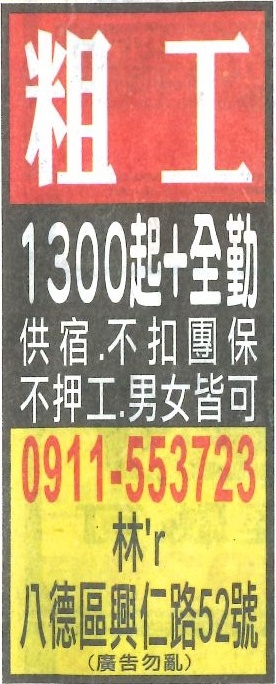 粗工
1300起+全勤
供宿.不扣團保
不押工.男女皆可
0911-553723
林'r
八德區興仁路52號
(廣告勿亂)